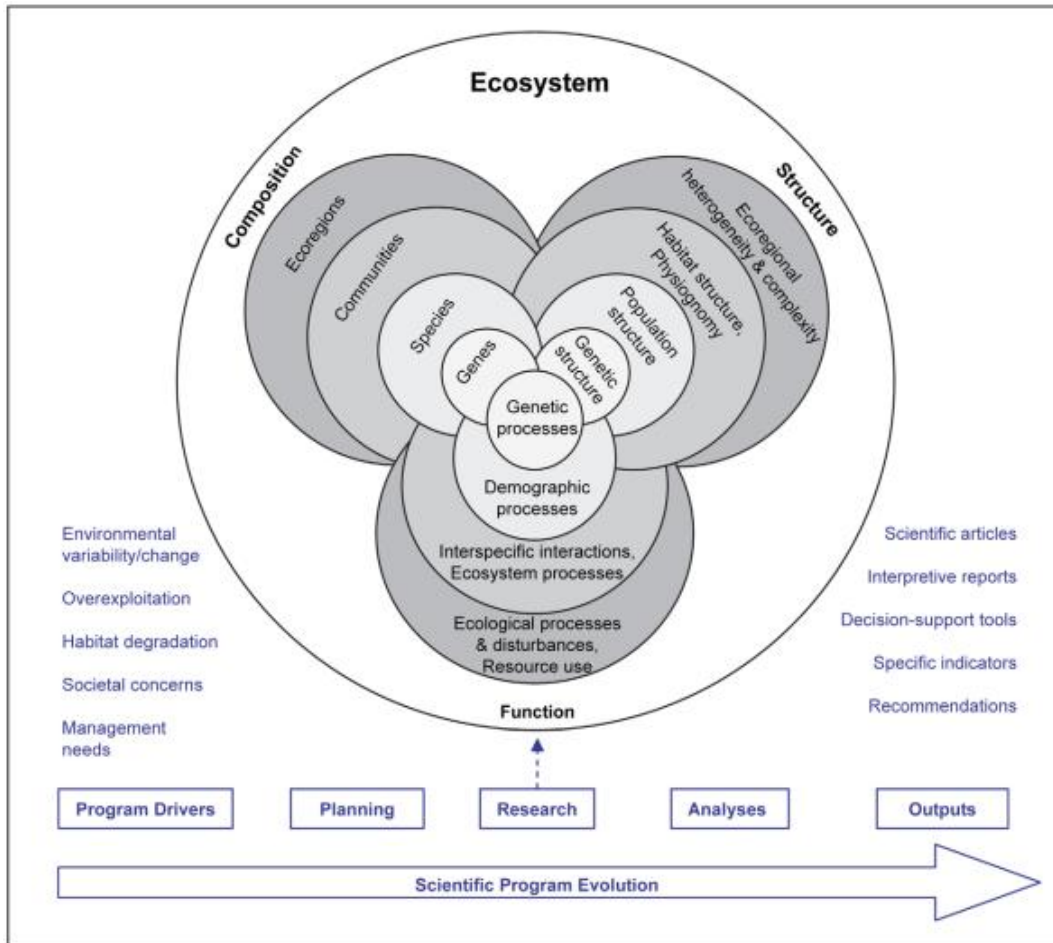 Ecosystem
Composition
Structure
Ecoregions
Communities
Species
Genes
Ecoregional
heterogeneity & complexity
Habitat structure,
Physiognomy
Population
structure
Genetic
structure
Genetic
processes
Demographic
processes
Interspecific interactions,
Ecosystem processes
Ecological processes
& disturbances,
Resource use
Function
Environmental
variability/change
Overexploitation
Habitat degradation
Societal concerns
Management
needs
Scientific articles
Interpretive reports
Decision-support tools
Specific indicators
Recommendations
Program Drivers
Planning
Research
Analyses
Outputs
Scientific Program Evolution